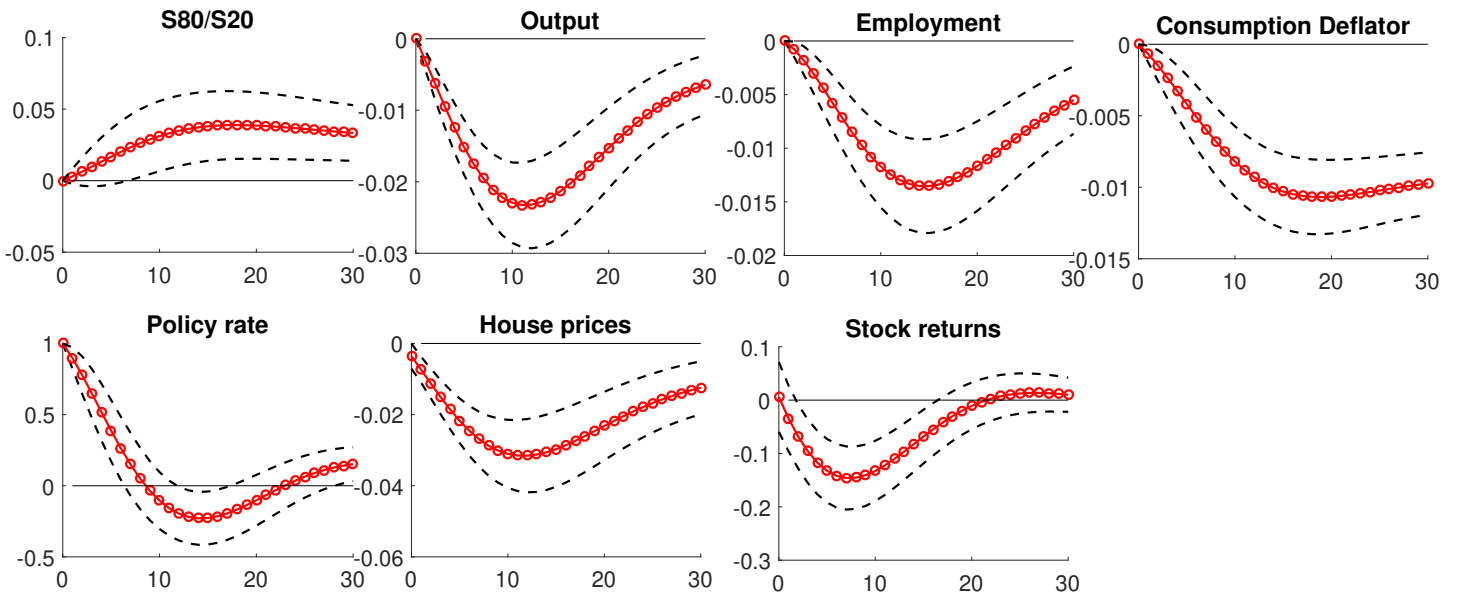 S80/S20
0.1
0.05
0
-0.05
0 10 20 30
Output
0
-0.01
-0.02
-0.03
0 10 20 30
Employment
0
-0.005
-0.01
-0.015
-0.02
0 10 20 30
Consumption Deflator
0
-0.005
-0.01
-0.015
0 10 20 30
Policy rate
1
0.5
0
-0.5
0 10 20 30
House prices
0
-0.02
-0.04
-0.06
0 10 20 30
Stock returns
0.1
0
-0.1
-0.2
-0.3
0 10 20 30